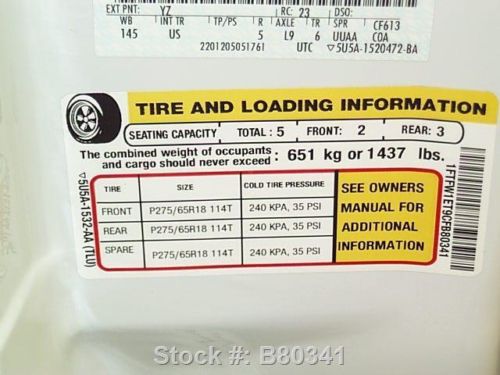 EXT PNT: YZ RC: 23 DSO:
WB INT TR TP/PS R AXLE TR SPR CF613
145 US 5 L9 6 UUAA COA
2201205051761 UTC ▽5U5A-1520472-BA
TIRE AND LOADING INFORMATION
SEATING CAPACITY TOTAL : 5 FRONT: 2 REAR: 3
The combined weight of occupants
and cargo should never exceed : 651 kg or 1437 lbs.
TIRE SIZE COLD TIRE PRESSURE
FRONT P275/65R18 114T 240 KPA, 35 PSI
REAR P275/65R18 114T 240 KPA, 35 PSI
SPARE P275/65R18 114T 240 KPA, 35 PSI
SEE OWNERS
MANUAL FOR
ADDITIONAL
INFORMATION
▽5U5A-1532-AA (TLU)
1FTFW1E79CFB80341
Stock #: B80341